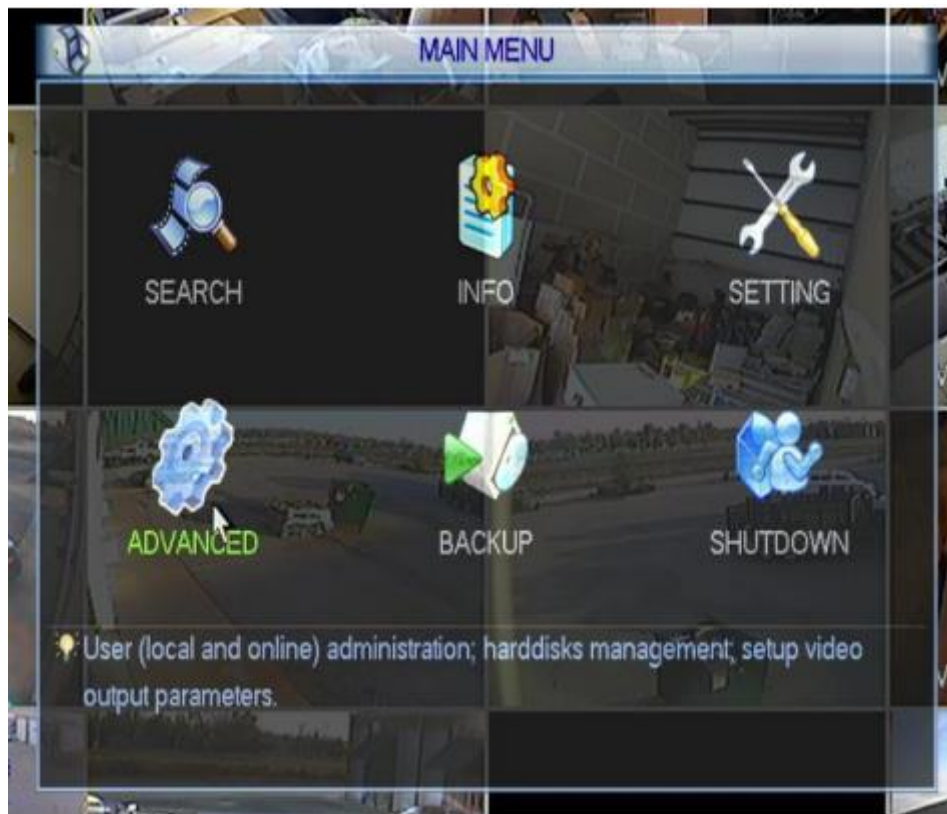 MAIN MENU
SEARCH
INFO
SETTING
ADVANCED
BACKUP
SHUTDOWN
User (local and online) administration; harddisks management; setup video
output parameters.